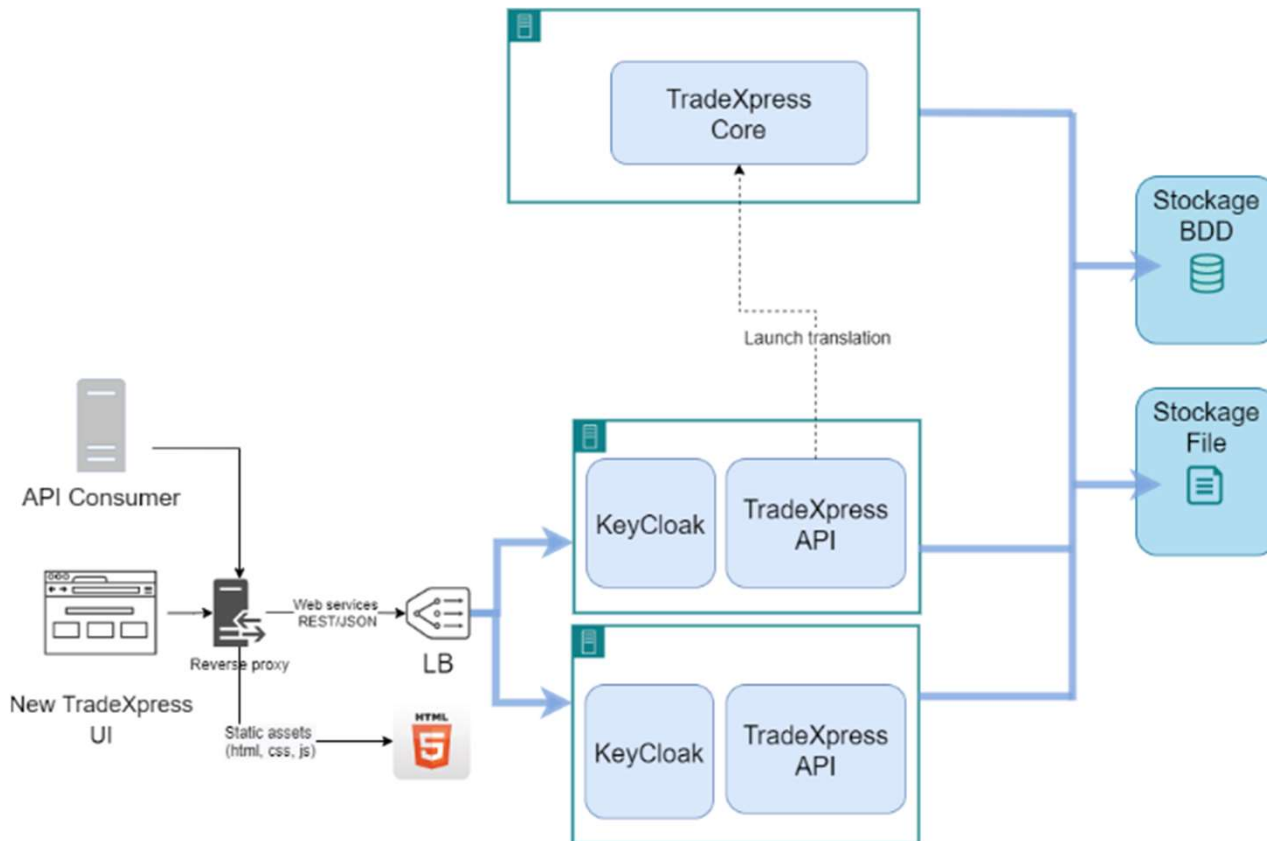 TradeXpress
Core
Stockage
BDD
Launch translation
Stockage
File
API Consumer
KeyCloak
TradeXpress
API
Web services
REST/JSON
Reverse proxy
LB
New TradeXpress
UI
Static assets
(html, css, js)
HTML
5
KeyCloak
TradeXpress
API